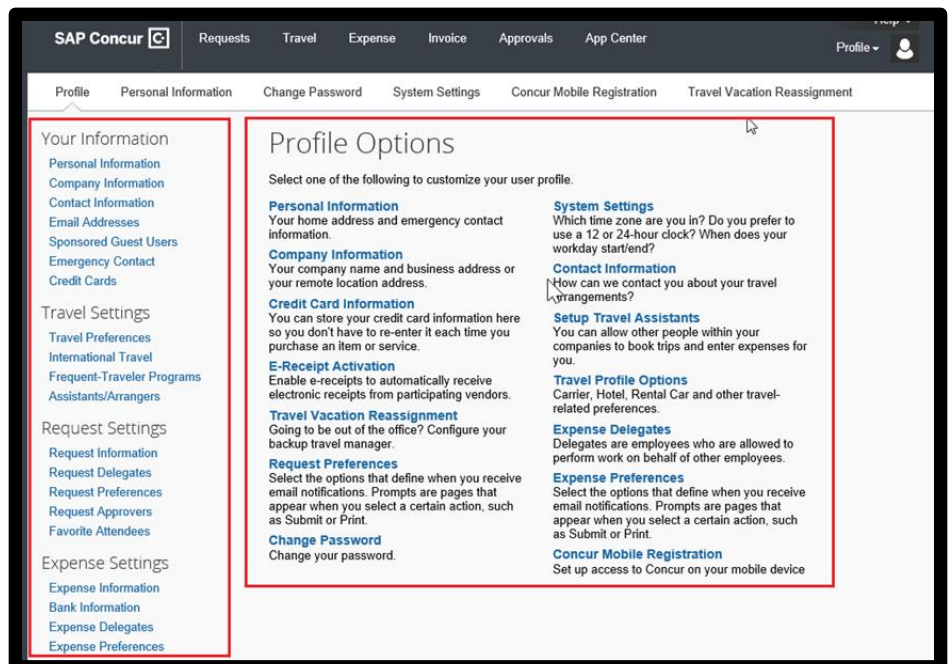 Help
SAP Concur C. Requests Travel Expense Invoice Approvals App Center
Profile
Profile Personal Information Change Password System Settings Concur Mobile Registration Travel Vacation Reassignment
Your Information
Personal Information
Company Information
Contact Information
Email Addresses
Sponsored Guest Users
Emergency Contact
Credit Cards
Travel Settings
Travel Preferences
International Travel
Frequent-Traveler Programs
Assistants/Arrangers
Request Settings
Request Information
Request Delegates
Request Preferences
Request Approvers
Favorite Attendees
Expense Settings
Expense Information
Bank Information
Expense Delegates
Expense Preferences
Profile Options
Select one of the following to customize your user profile.
Personal Information
Your home address and emergency contact
information.
Company Information
Your company name and business address or
your remote location address.
Credit Card Information
You can store your credit card information here
so you don't have to re-enter it each time you
purchase an item or service.
E-Receipt Activation
Enable e-receipts to automatically receive
electronic receipts from participating vendors.
Travel Vacation Reassignment
Going to be out of the office? Configure your
backup travel manager.
Request Preferences
Select the options that define when you receive
email notifications. Prompts are pages that
appear when you select a certain action, such
as Submit or Print.
Change Password
Change your password.
System Settings
Which time zone are you in? Do you prefer to
use a 12 or 24-hour clock? When does your
workday start/end?
Contact Information
How can we contact you about your travel
arrangements?
Setup Travel Assistants
You can allow other people within your
companies to book trips and enter expenses for
you.
Travel Profile Options
Carrier, Hotel, Rental Car and other travel-
related preferences.
Expense Delegates
Delegates are employees who are allowed to
perform work on behalf of other employees.
Expense Preferences
Select the options that define when you receive
email notifications. Prompts are pages that
appear when you select a certain action, such
as Submit or Print.
Concur Mobile Registration
Set up access to Concur on your mobile device